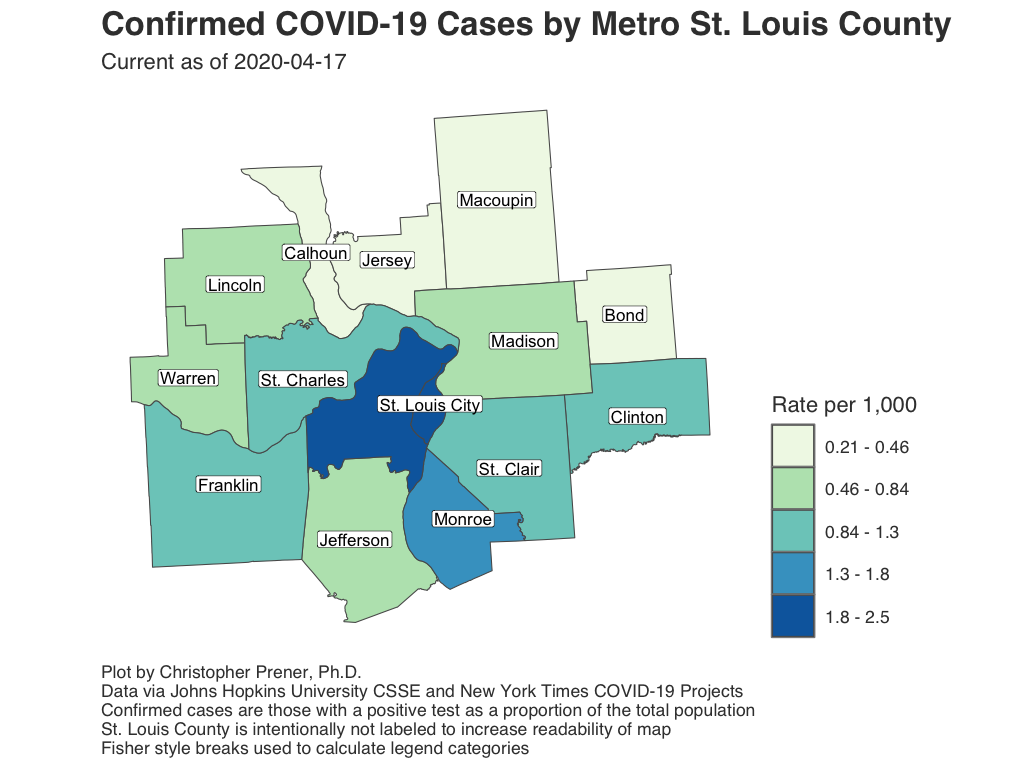 Confirmed COVID-19 Cases by Metro St. Louis County
Current as of 2020-04-17
Macoupin
Calhoun
Jersey
Lincoln
Bond
Madison
Warren
St. Charles
St. Louis City
Clinton
St. Clair
Franklin
Monroe
Jefferson
Rate per 1,000
0.21 - 0.46
0.46 - 0.84
0.84 - 1.3
1.3 - 1.8
1.8 - 2.5
Plot by Christopher Prener, Ph.D.
Data via Johns Hopkins University CSSE and New York Times COVID-19 Projects
Confirmed cases are those with a positive test as a proportion of the total population
St. Louis County is intentionally not labeled to increase readability of map
Fisher style breaks used to calculate legend categories